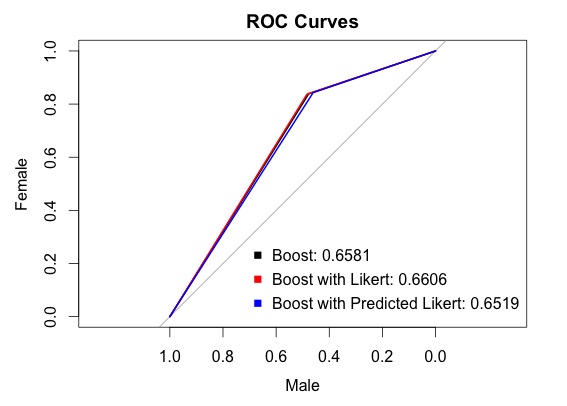 ROC Curves
Female
1.0
0.8
0.6
0.4
0.2
0.0
Boost: 0.6581
Boost with Likert: 0.6606
Boost with Predicted Likert: 0.6519
1.0 0.8 0.6 0.4 0.2 0.0
Male